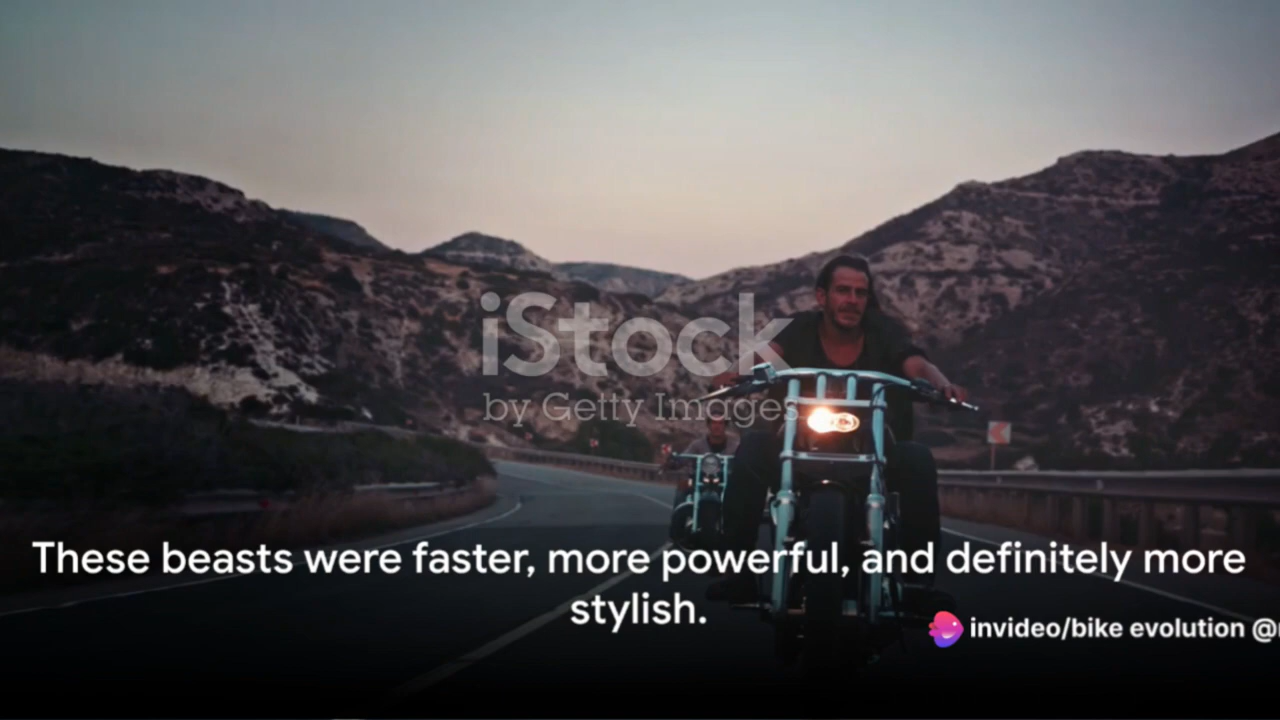 iStock
by Getty Images
These beasts were faster, more powerful, and definitely more
stylish.
invideo/bike evolution @